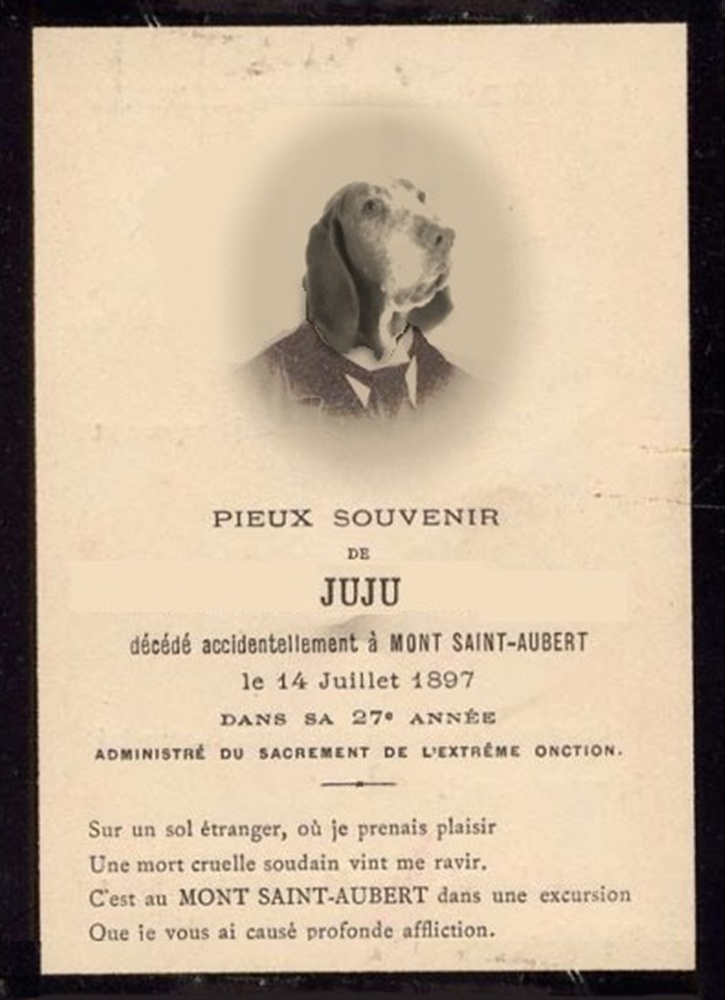 PIEUX SOUVENIR
DE
JUJU
décédé accidentellement à MONT SAINT-AUBERT
le 14 Juillet 1897
DANS SA 27e ANNÉE
ADMINISTRÉ DU SACREMENT DE L'EXTRÊME ONCTION.
Sur un sol étranger, où je prenais plaisir
Une mort cruelle soudain vint me ravir.
C'est au MONT SAINT-AUBERT dans une excursion
Que je vous ai causé profonde affliction.